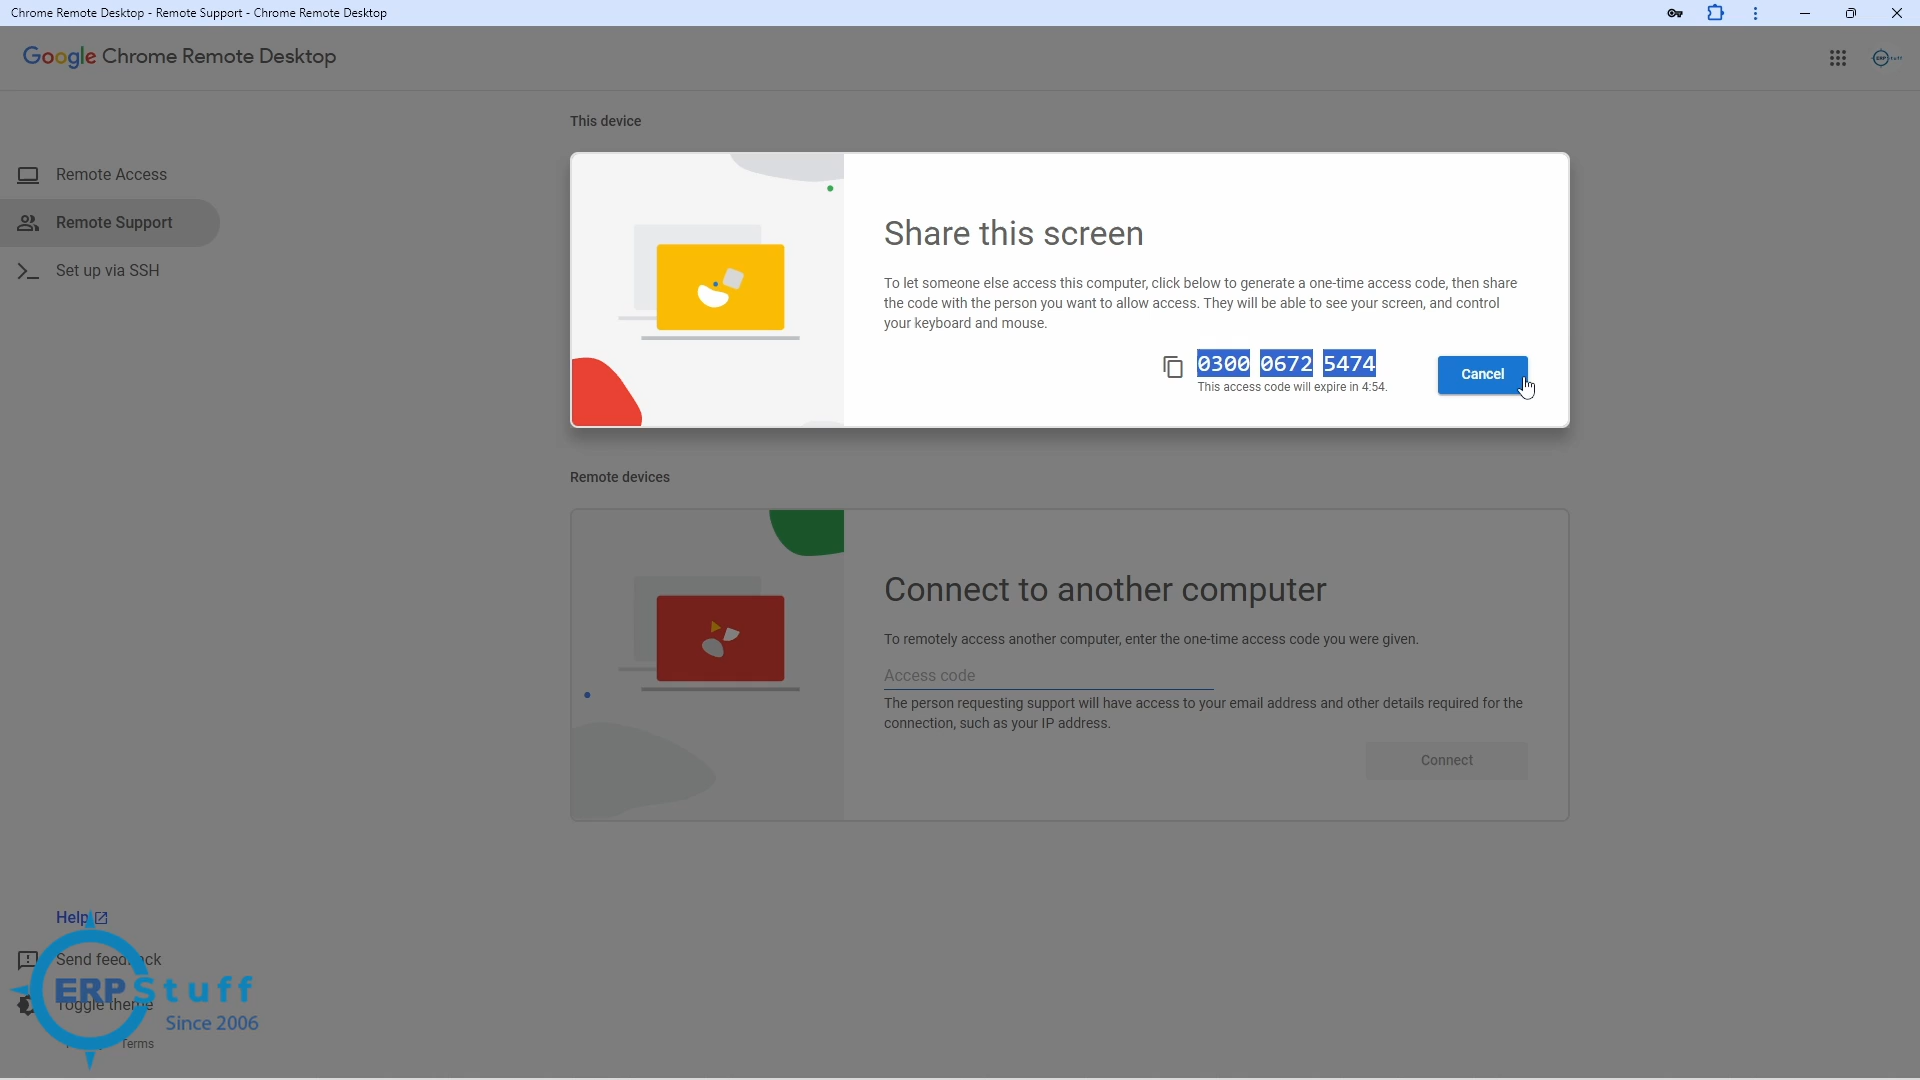 Chrome Remote Desktop - Remote Support - Chrome Remote Desktop
Google Chrome Remote Desktop
ERPStuff
This device
Remote Access
Remote Support
Set up via SSH
Share this screen
To let someone else access this computer, click below to generate a one-time access code, then share
the code with the person you want to allow access. They will be able to see your screen, and control
your keyboard and mouse.
0300 0672 5474
This access code will expire in 4:54.
Cancel
Remote devices
Connect to another computer
To remotely access another computer, enter the one-time access code you were given.
Access code
The person requesting support will have access to your email address and other details required for the
connection, such as your IP address.
Connect
Help
Send feedback
Toggle theme
Terms
ERPStuff
Since 2006